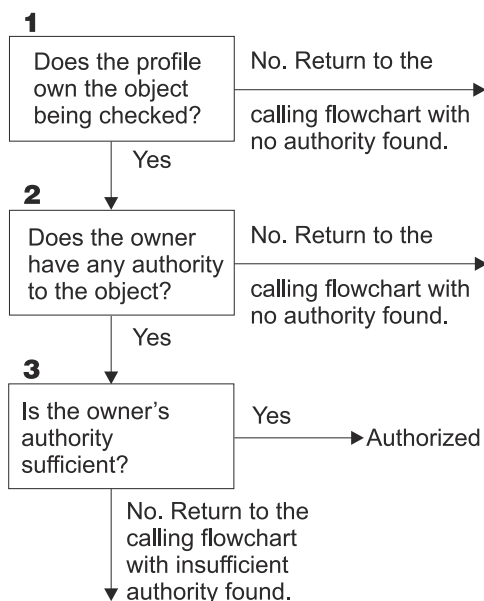 1
Does the profile
own the object
being checked?
No. Return to the
calling flowchart with
no authority found.
Yes
2
Does the owner
have any authority
to the object?
No. Return to the
calling flowchart with
no authority found.
Yes
3
Is the owner's
authority
sufficient?
Yes
Authorized
No. Return to the
calling flowchart
with insufficient
authority found.